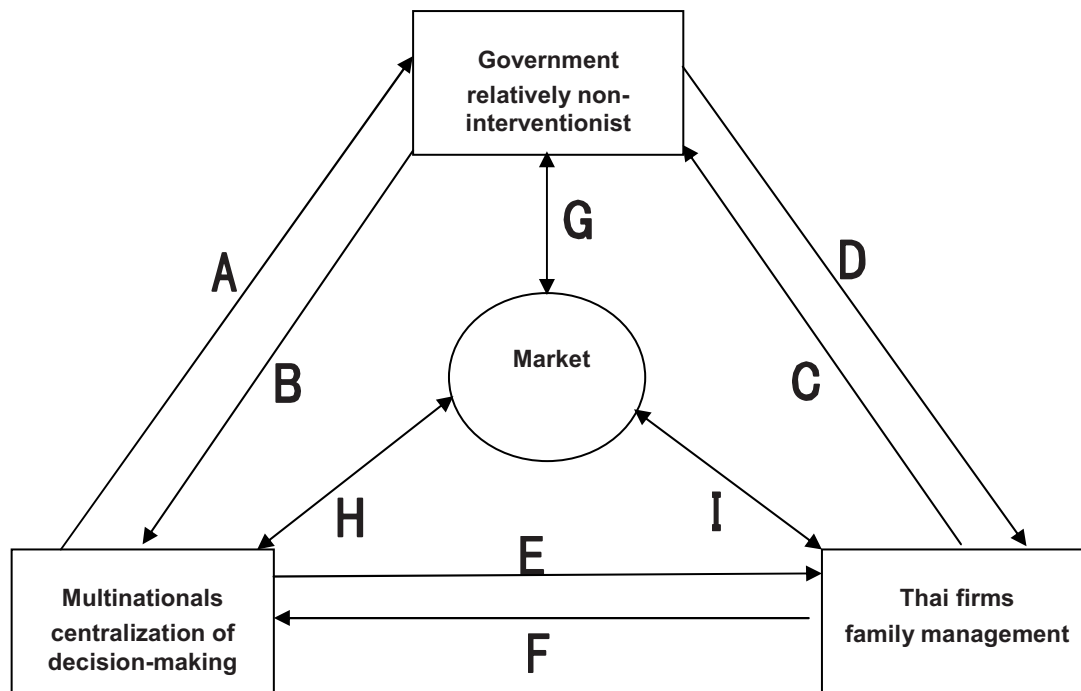 Government
relatively non-
interventionist
G
A
D
B
Market
C
H
I
E
Multinationals
centralization of
decision-making
F
Thai firms
family management